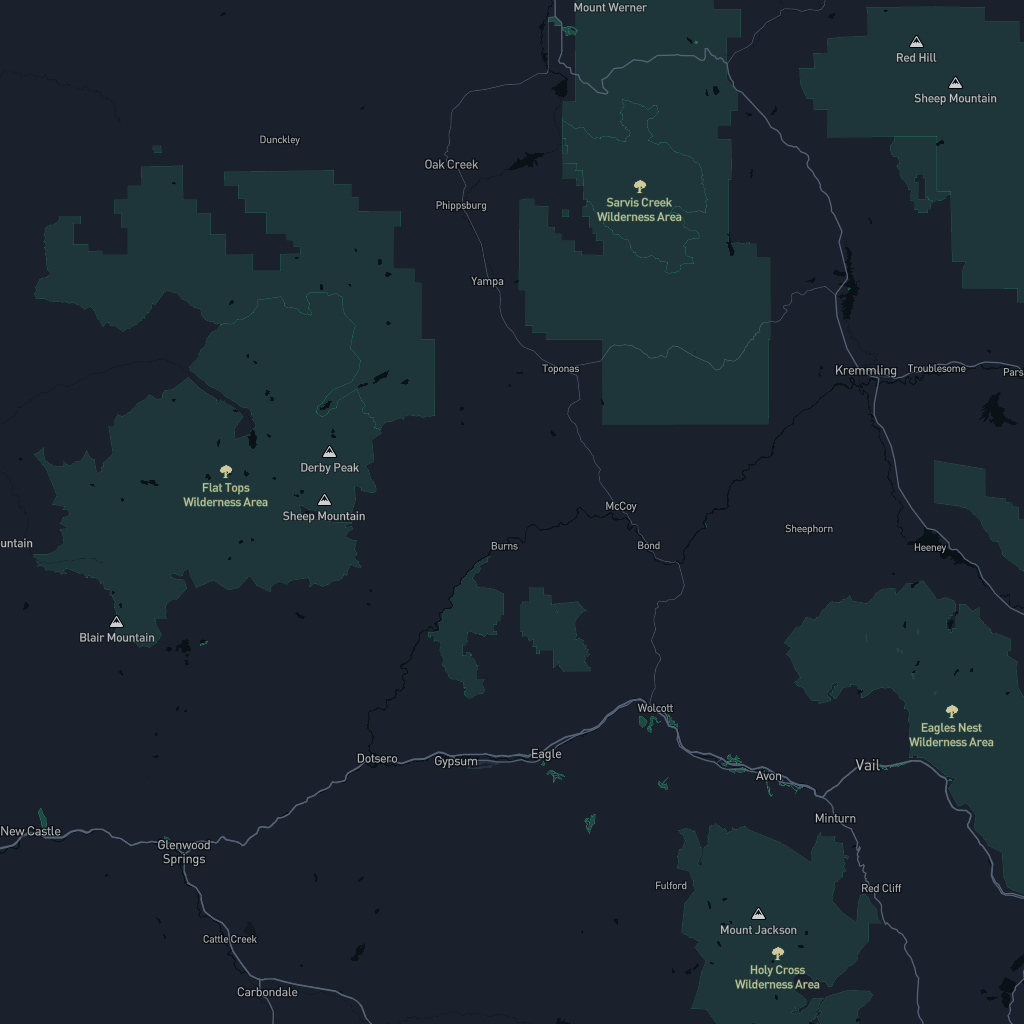 Mount Werner
Red Hill
Sheep Mountain
Dunckley
Oak Creek
Sarvis Creek
Wilderness Area
Phippsburg
Yampa
Toponas
Kremmling
Troublesome
Pars
Derby Peak
Flat Tops
Wilderness Area
Sheep Mountain
McCoy
Sheephorn
untain
Burns
Bond
Heeney
Blair Mountain
Wolcott
Eagles Nest
Wilderness Area
Dotsero
Gypsum
Eagle
Vail
Avon
New Castle
Minturn
Glenwood
Springs
Fulford
Red Cliff
Mount Jackson
Cattle Creek
Holy Cross
Wilderness Area
Carbondale